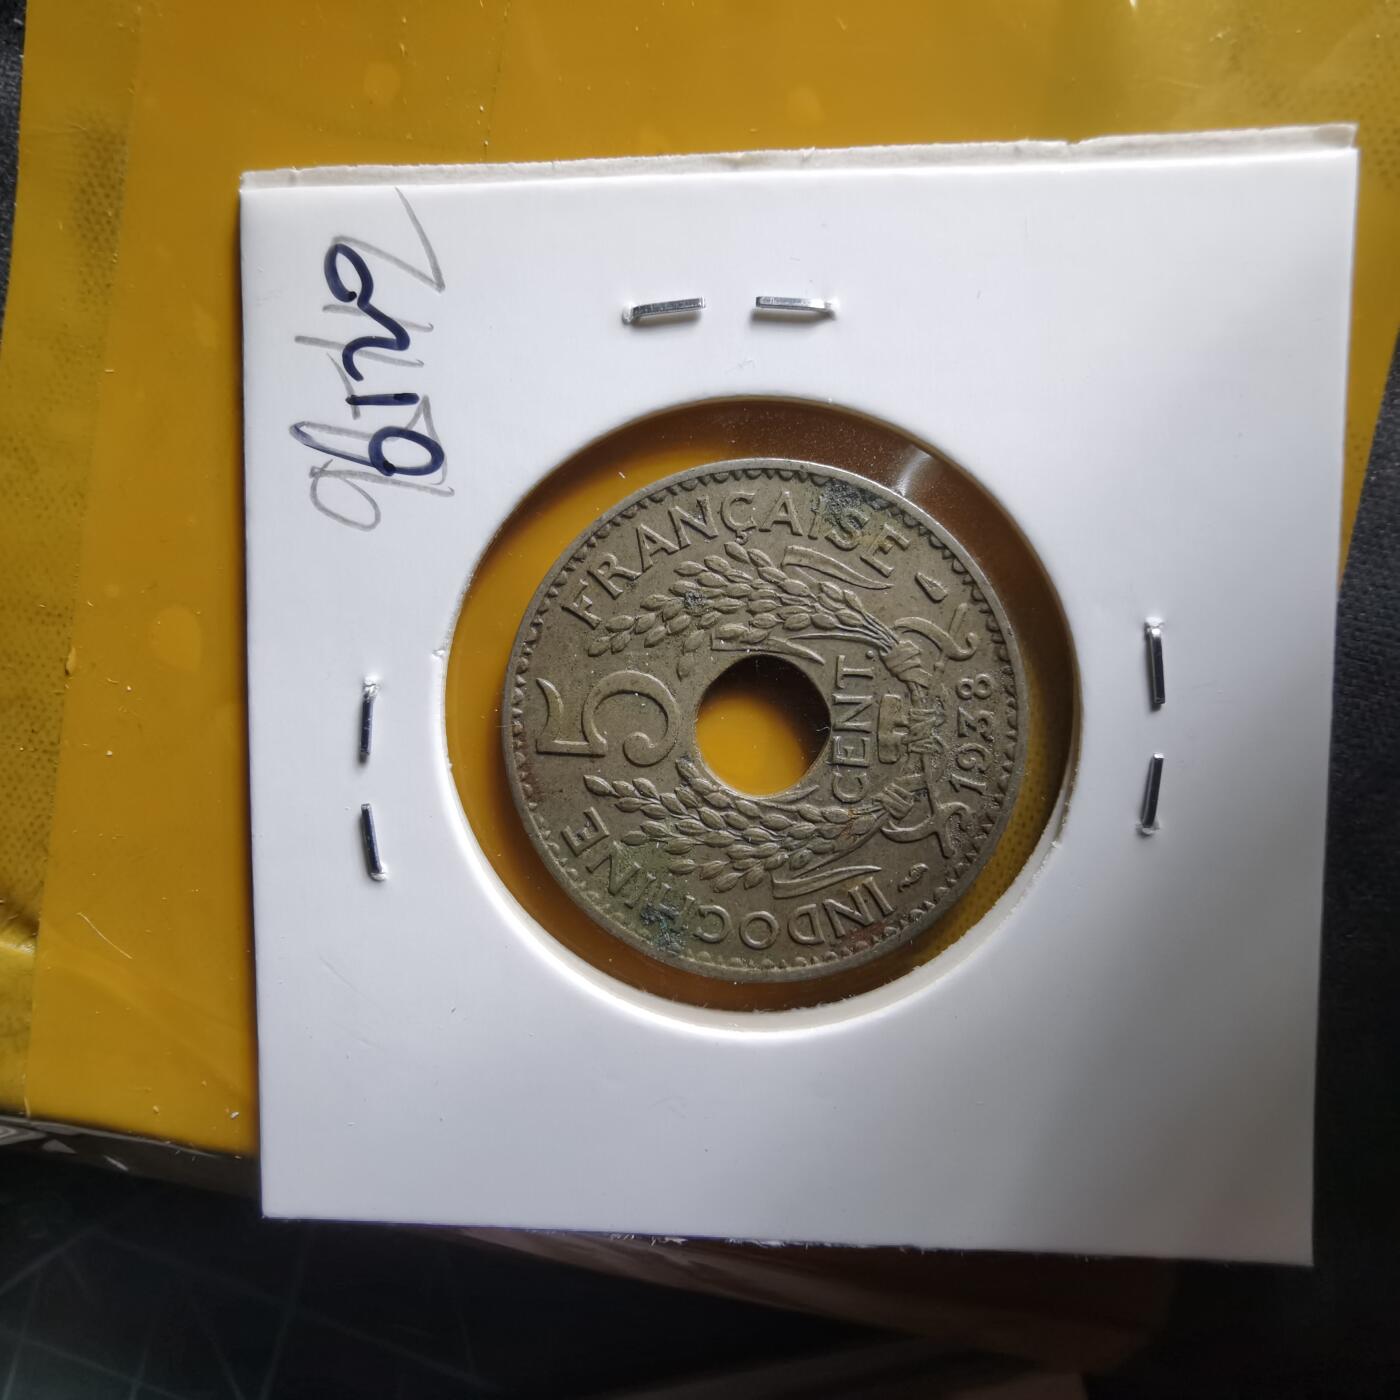 INDOCHINE FRANÇAISE
5
CENT.
1938